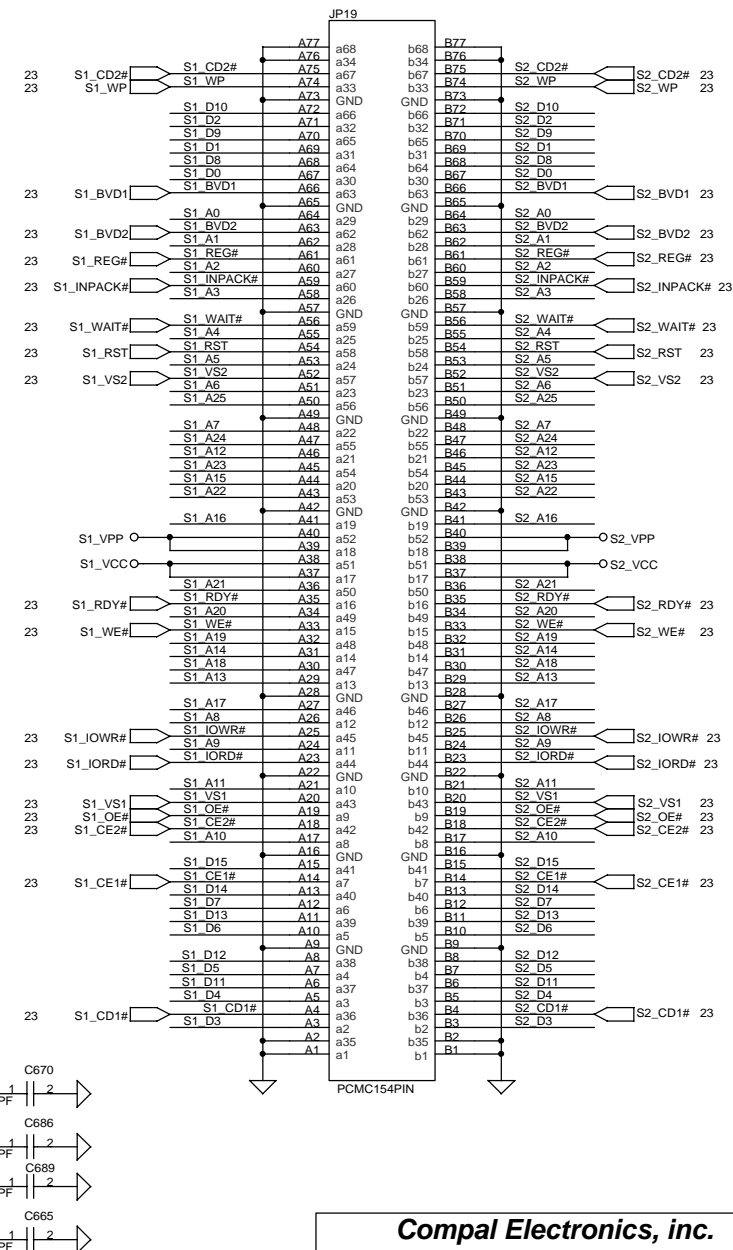 JP19
A77 a68 b68 B77
A76 a34 b34 B76
23 S1_CD2# S1_CD2# A75 a67 b67 B75 S2_CD2# S2_CD2# 23
23 S1_WP S1_WP A74 a33 b33 B74 S2_WP S2_WP 23
A73 GND GND B73
S1_D10 A72 a66 b66 B72 S2_D10
S1_D2 A71 a32 b32 B71 S2_D2
S1_D9 A70 a65 b65 B70 S2_D9
S1_D1 A69 a31 b31 B69 S2_D1
S1_D8 A68 a64 b64 B68 S2_D8
S1_D0 A67 a30 b30 B67 S2_D0
23 S1_BVD1 S1_BVD1 A66 a63 b63 B66 S2_BVD1 S2_BVD1 23
A65 GND GND B65
S1_A0 A64 a29 b29 B64 S2_A0
23 S1_BVD2 S1_BVD2 A63 a62 b62 B63 S2_BVD2 S2_BVD2 23
S1_A1 A62 a28 b28 B62 S2_A1
23 S1_REG# S1_REG# A61 a61 b61 B61 S2_REG# S2_REG# 23
S1_A2 A60 a27 b27 B60 S2_A2
23 S1_INPACK# S1_INPACK# A59 a60 b60 B59 S2_INPACK# S2_INPACK# 23
S1_A3 A58 a26 b26 B58 S2_A3
A57 GND GND B57
23 S1_WAIT# S1_WAIT# A56 a59 b59 B56 S2_WAIT# S2_WAIT# 23
S1_A4 A55 a25 b25 B55 S2_A4
23 S1_RST S1_RST A54 a58 b58 B54 S2_RST S2_RST 23
S1_A5 A53 a24 b24 B53 S2_A5
23 S1_VS2 S1_VS2 A52 a57 b57 B52 S2_VS2 S2_VS2 23
S1_A6 A51 a23 b23 B51 S2_A6
S1_A25 A50 a56 b56 B50 S2_A25
A49 GND GND B49
S1_A7 A48 a22 b22 B48 S2_A7
S1_A24 A47 a55 b55 B47 S2_A24
S1_A12 A46 a21 b21 B46 S2_A12
S1_A23 A45 a54 b54 B45 S2_A23
S1_A15 A44 a20 b20 B44 S2_A15
S1_A22 A43 a53 b53 B43 S2_A22
A42 GND GND B42
S1_A16 A41 a19 b19 B41 S2_A16
S1_VPP A40 a52 b52 B40 S2_VPP
A39 a18 b18 B39
S1_VCC A38 a51 b51 B38 S2_VCC
A37 a17 b17 B37
S1_A21 A36 a50 b50 B36 S2_A21
23 S1_RDY# S1_RDY# A35 a16 b16 B35 S2_RDY# S2_RDY# 23
S1_A20 A34 a49 b49 B34 S2_A20
23 S1_WE# S1_WE# A33 a15 b15 B33 S2_WE# S2_WE# 23
S1_A19 A32 a48 b48 B32 S2_A19
S1_A14 A31 a14 b14 B31 S2_A14
S1_A18 A30 a47 b47 B30 S2_A18
S1_A13 A29 a13 b13 B29 S2_A13
A28 GND GND B28
S1_A17 A27 a46 b46 B27 S2_A17
S1_A8 A26 a12 b12 B26 S2_A8
23 S1_IOWR# S1_IOWR# A25 a45 b45 B25 S2_IOWR# S2_IOWR# 23
S1_A9 A24 a11 b11 B24 S2_A9
23 S1_IORD# S1_IORD# A23 a44 b44 B23 S2_IORD# S2_IORD# 23
A22 GND GND B22
S1_A11 A21 a10 b10 B21 S2_A11
23 S1_VS1 S1_VS1 A20 a43 b43 B20 S2_VS1 S2_VS1 23
23 S1_OE# S1_OE# A19 a9 b9 B19 S2_OE# S2_OE# 23
23 S1_CE2# S1_CE2# A18 a42 b42 B18 S2_CE2# S2_CE2# 23
S1_A10 A17 a8 b8 B17 S2_A10
A16 GND GND B16
S1_D15 A15 a41 b41 B15 S2_D15
23 S1_CE1# S1_CE1# A14 a7 b7 B14 S2_CE1# S2_CE1# 23
S1_D14 A13 a40 b40 B13 S2_D14
S1_D7 A12 a6 b6 B12 S2_D7
S1_D13 A11 a39 b39 B11 S2_D13
S1_D6 A10 a5 b5 B10 S2_D6
A9 GND GND B9
S1_D12 A8 a38 b38 B8 S2_D12
S1_D5 A7 a4 b4 B7 S2_D5
S1_D11 A6 a37 b37 B6 S2_D11
S1_D4 A5 a3 b3 B5 S2_D4
23 S1_CD1# S1_CD1# A4 a36 b36 B4 S2_CD1# S2_CD1# 23
S1_D3 A3 a2 b2 B3 S2_D3
A2 a35 b35 B2
A1 a1 b1 B1
PCMC154PIN
C670
1 2
PF
C686
1 2
PF
C689
1 2
PF
C665
1 2
PF
Compal Electronics, inc.